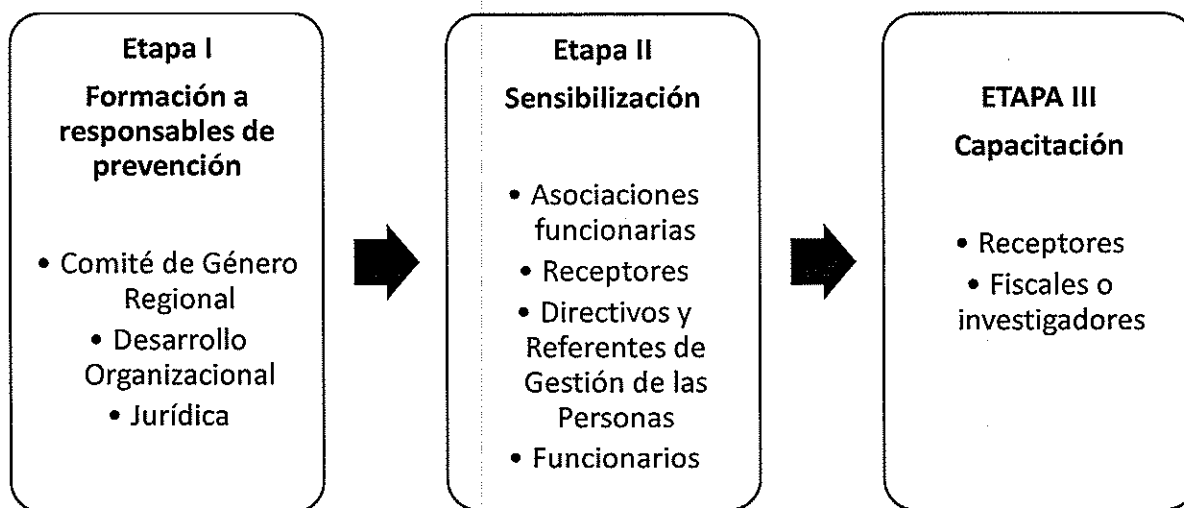 Etapa I
Formación a
responsables de
prevención
• Comité de Género
Regional
• Desarrollo
Organizacional
• Jurídica
Etapa II
Sensibilización
• Asociaciones
funcionarias
• Receptores
• Directivos y
Referentes de
Gestión de las
Personas
• Funcionarios
ETAPA III
Capacitación
• Receptores
• Fiscales o
investigadores